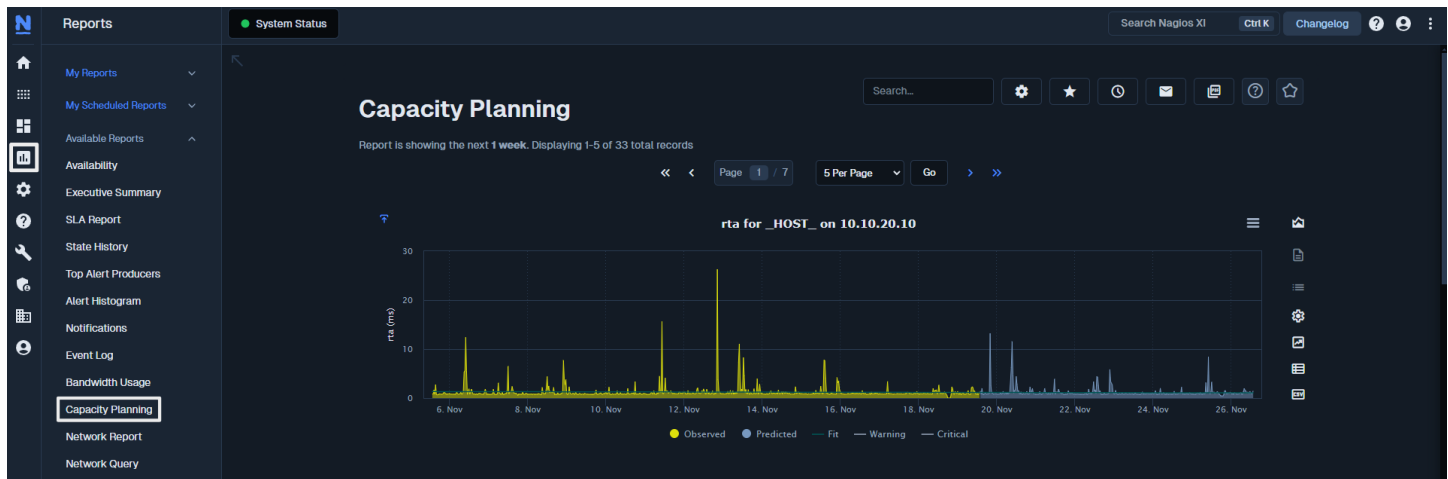 N
Reports
System Status
Search Nagios XI
Ctrl K
Changelog
?
My Reports
My Scheduled Reports
Available Reports
Availability
Executive Summary
SLA Report
State History
Top Alert Producers
Alert Histogram
Notifications
Event Log
Bandwidth Usage
Capacity Planning
Network Report
Network Query
Search...
Capacity Planning
Report is showing the next 1 week. Displaying 1-5 of 33 total records
Page 1 / 7
5 Per Page
Go
rta for _HOST_ on 10.10.20.10
rta (ms)
30
20
10
0
6. Nov 8. Nov 10. Nov 12. Nov 14. Nov 16. Nov 18. Nov 20. Nov 22. Nov 24. Nov 26. Nov
Observed Predicted Fit Warning Critical
CSV